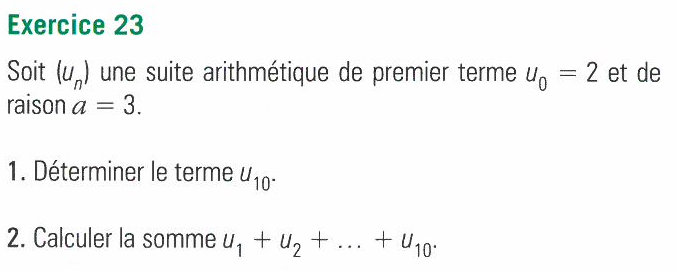 Exercice 23
Soit (uₙ) une suite arithmétique de premier terme u₀ = 2 et de
raison a = 3.
1. Déterminer le terme u₁₀.
2. Calculer la somme u₁ + u₂ + ... + u₁₀.